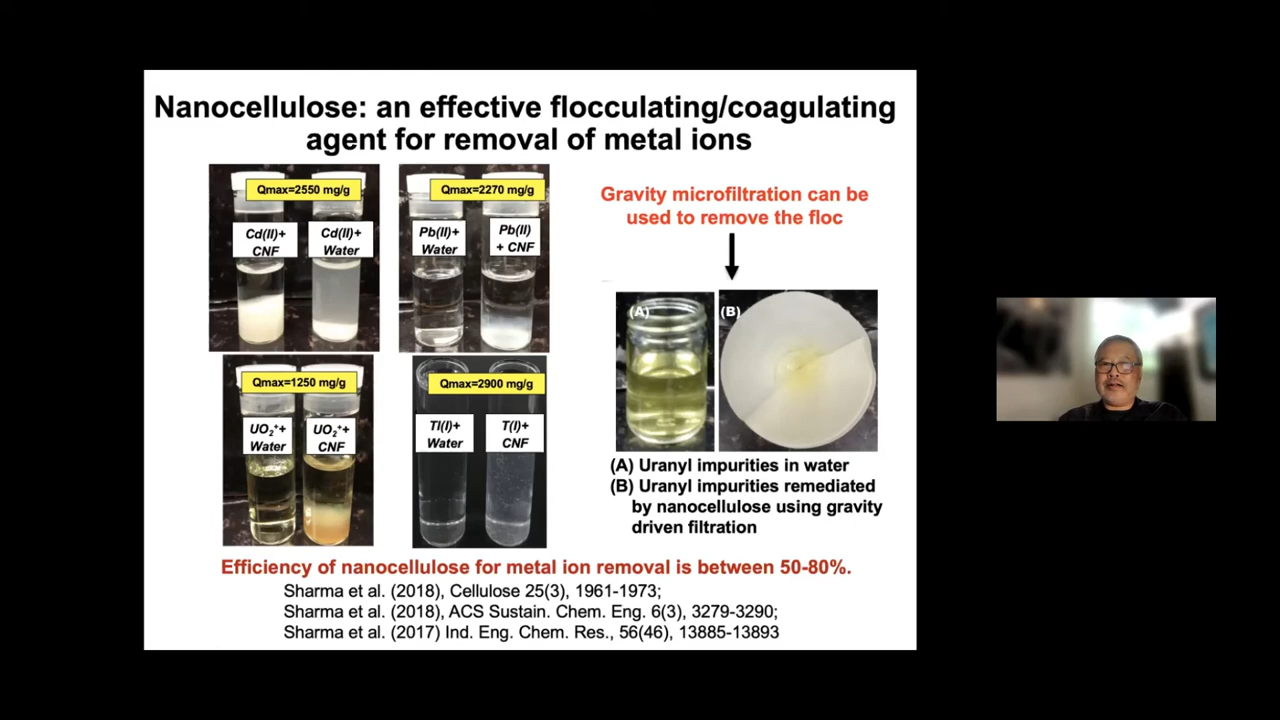 Nanocellulose: an effective flocculating/coagulating
agent for removal of metal ions
Qmax=2550 mg/g
Cd(II)+
CNF
Cd(II)+
Water
Qmax=2270 mg/g
Pb(II)+
Water
Pb(II)
+ CNF
Qmax=1250 mg/g
UO₂⁺+
Water
UO₂⁺+
CNF
Qmax=2900 mg/g
Tl(I)+
Water
T(I)+
CNF
Gravity microfiltration can be
used to remove the floc
(A)
(B)
(A) Uranyl impurities in water
(B) Uranyl impurities remediated
by nanocellulose using gravity
driven filtration
Efficiency of nanocellulose for metal ion removal is between 50-80%.
Sharma et al. (2018), Cellulose 25(3), 1961-1973;
Sharma et al. (2018), ACS Sustain. Chem. Eng. 6(3), 3279-3290;
Sharma et al. (2017) Ind. Eng. Chem. Res., 56(46), 13885-13893